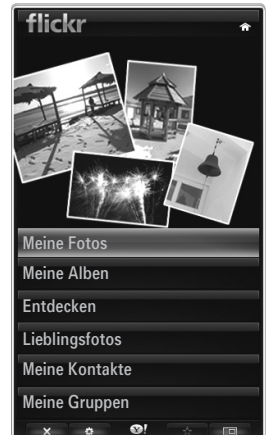 flickr
Meine Fotos
Meine Alben
Entdecken
Lieblingsfotos
Meine Kontakte
Meine Gruppen
Y!